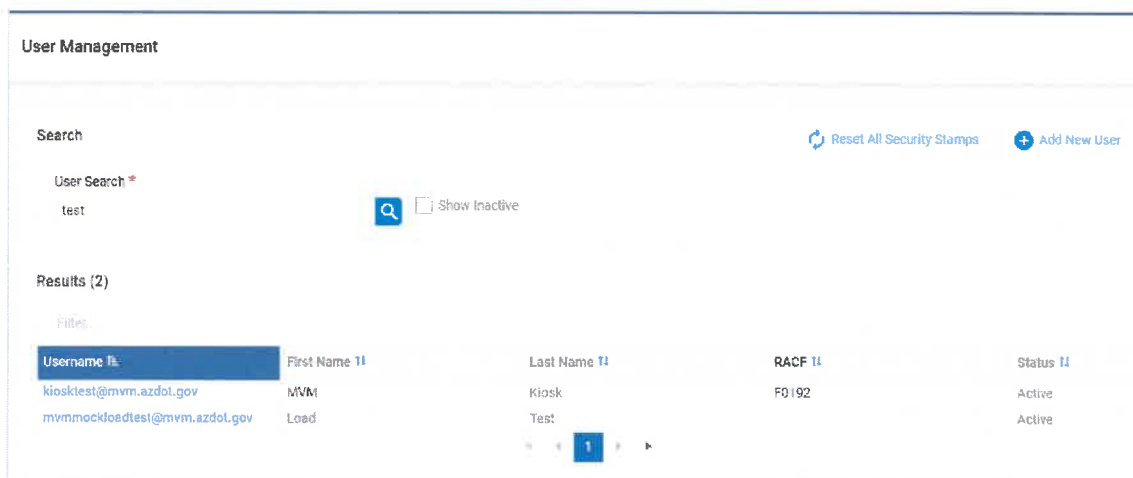 User Management
Search
Reset All Security Stamps
Add New User
User Search *
test
Show Inactive
Results (2)
Filter...
Username First Name Last Name RACF Status
kiosktest@mvm.azdot.gov MVM Kiosk F0192 Active
mvmmockloadtest@mvm.azdot.gov Load Test Active
1